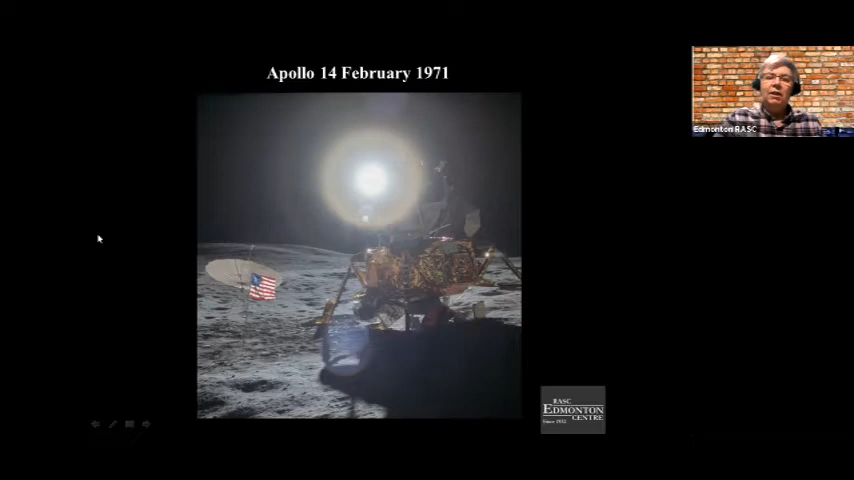 Apollo 14 February 1971
Edmonton RASC
RASC
EDMONTON
CENTRE
Since 1932